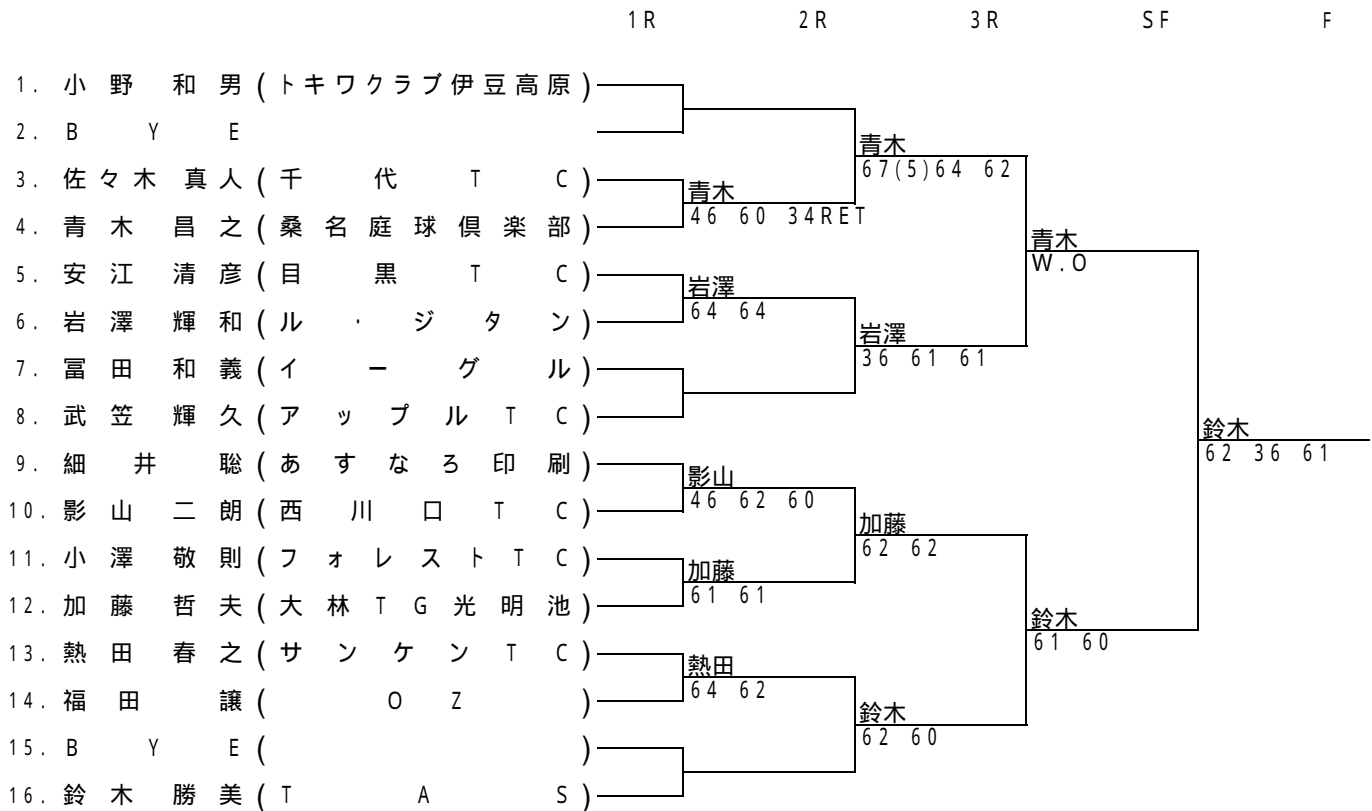 1R 2R 3R SF F
1. 小野 和男 (トキワクラブ伊豆高原)
2. BYE
青木
67(5)64 62
3. 佐々木 真人 (千代TC)
青木
46 60 34RET
4. 青木 昌之 (桑名庭球倶楽部)
青木
W.O
5. 安江 清彦 (目黒TC)
岩澤
64 64
6. 岩澤 輝和 (ル・ジタン)
岩澤
36 61 61
7. 冨田 和義 (イーグル)
8. 武笠 輝久 (アップルTC)
鈴木
62 36 61
9. 細井 聡 (あすなろ印刷)
影山
46 62 60
10. 影山 二朗 (西川口TC)
加藤
62 62
11. 小澤 敬則 (フォレストTC)
加藤
61 61
12. 加藤 哲夫 (大林TG光明池)
鈴木
61 60
13. 熱田 春之 (サンケンTC)
熱田
64 62
14. 福田 譲 (OZ)
鈴木
62 60
15. BYE ( )
16. 鈴木 勝美 (TAS)